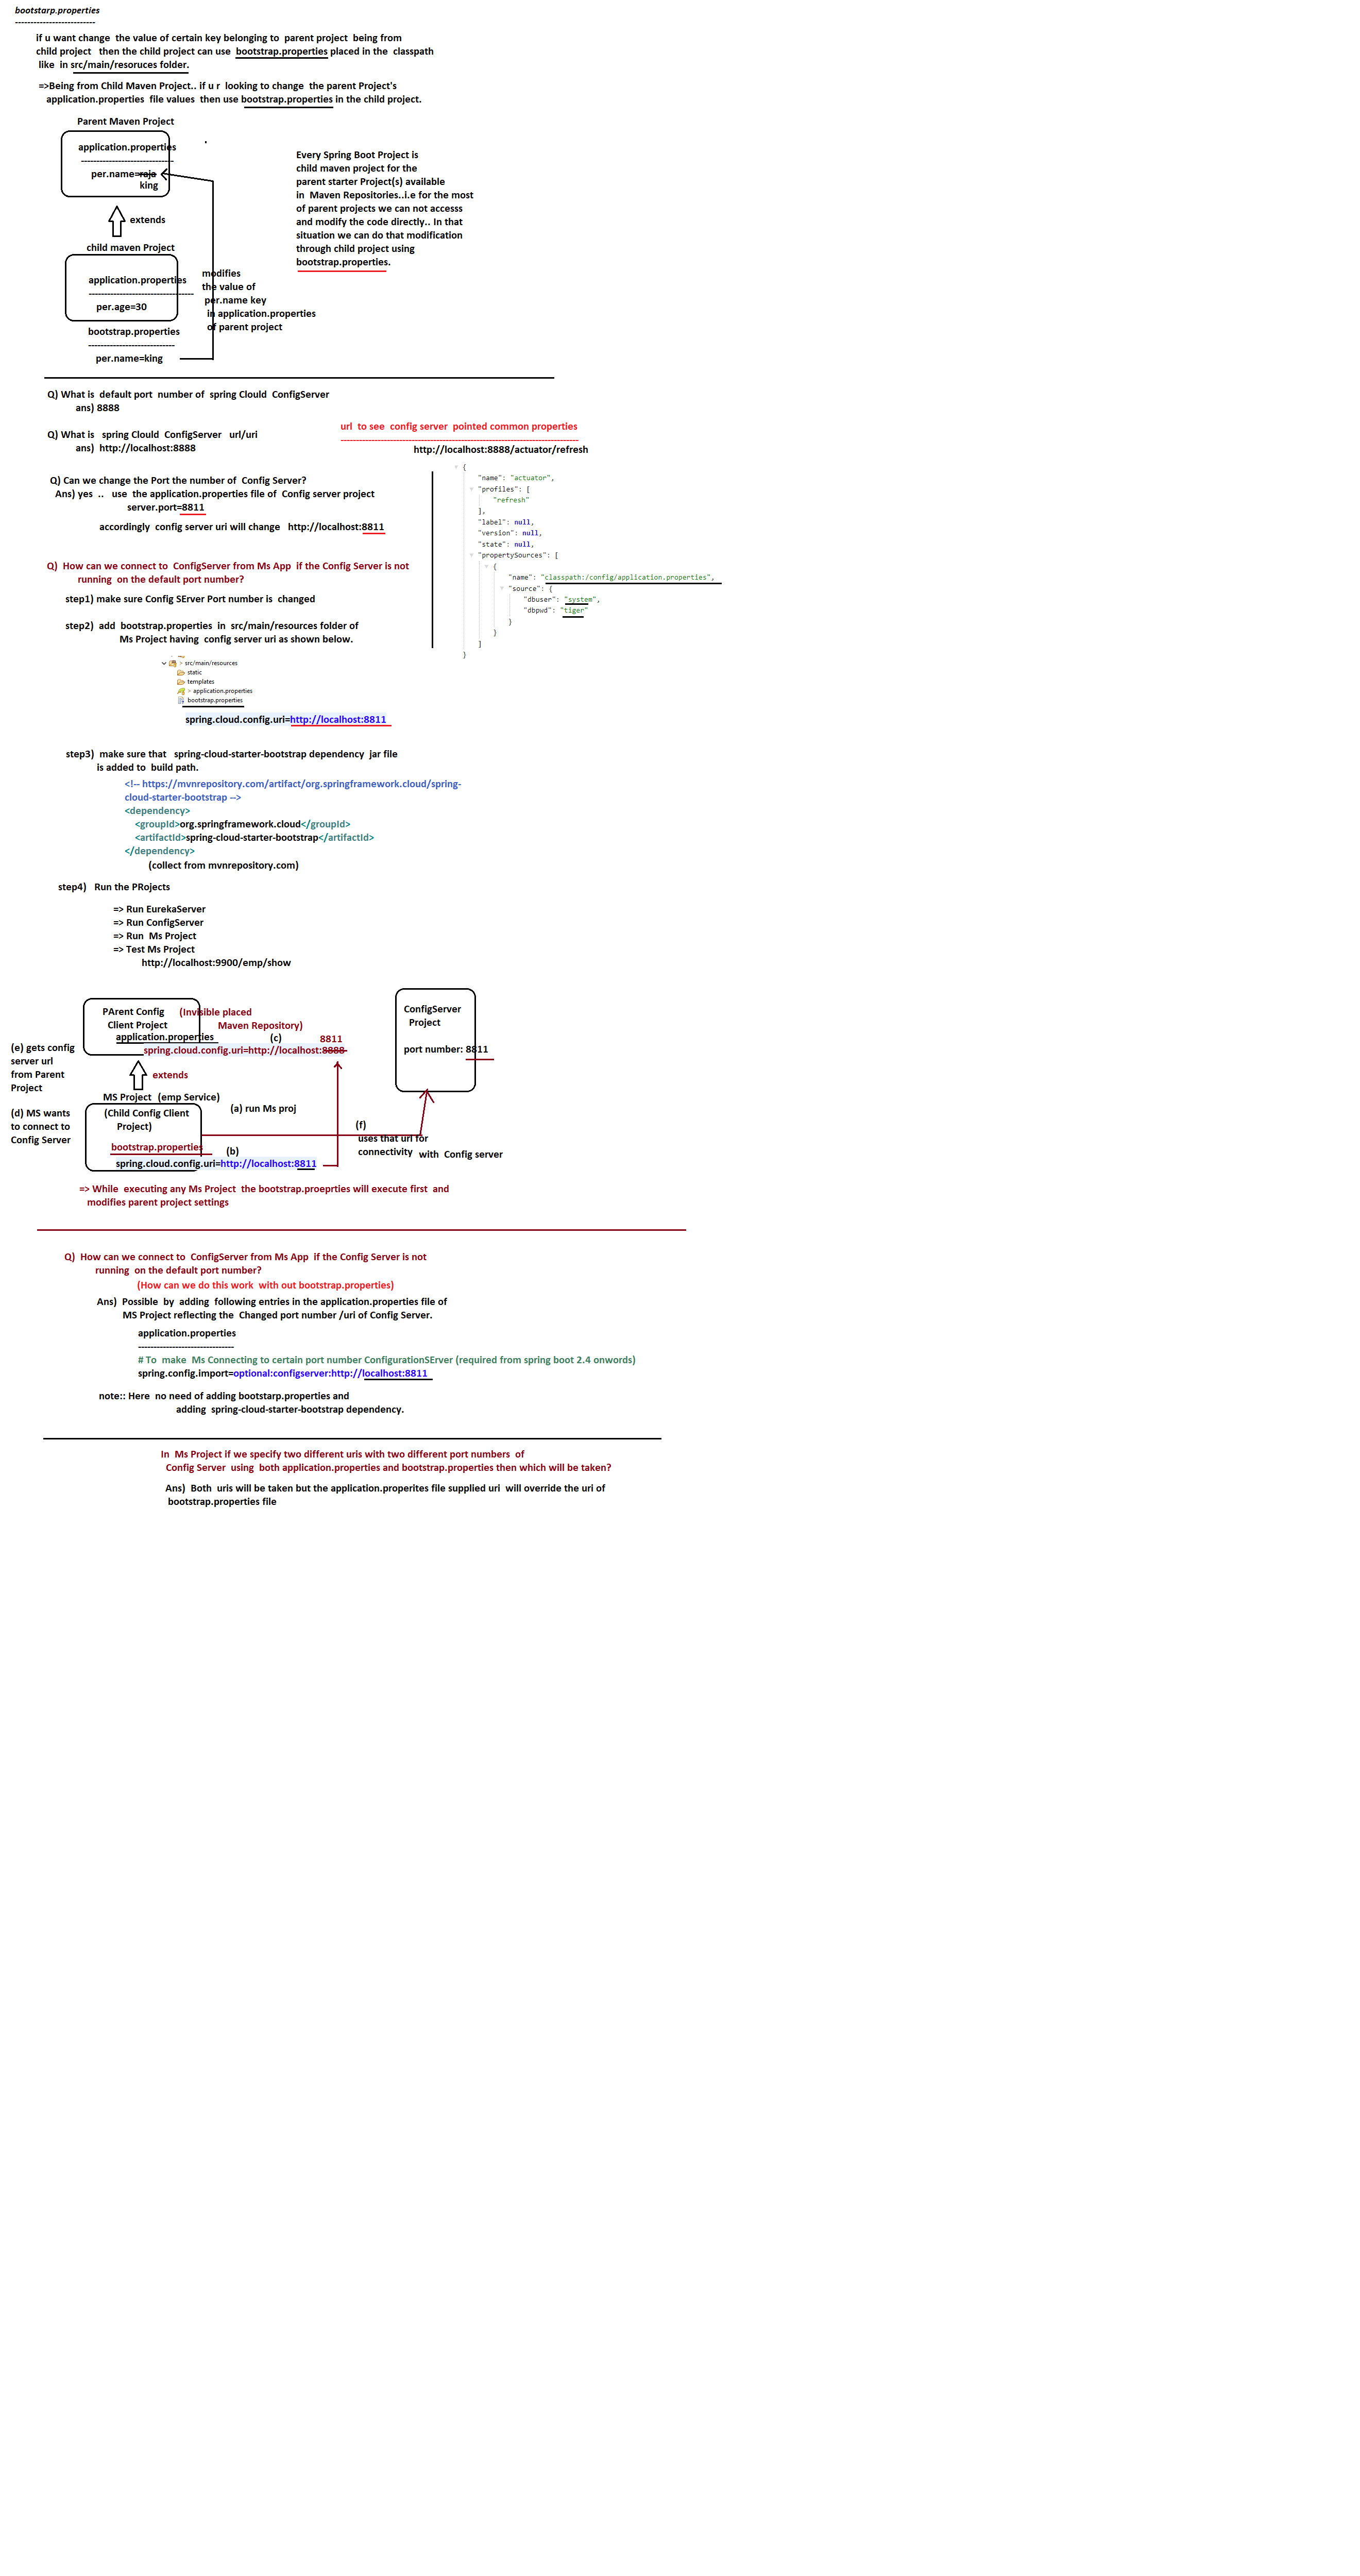 bootstarp.properties
--------------------------
if u want change the value of certain key belonging to parent project being from
child project then the child project can use bootstrap.properties placed in the classpath
like in src/main/resoruces folder.
=>Being from Child Maven Project.. if u r looking to change the parent Project's
application.properties file values then use bootstrap.properties in the child project.
Parent Maven Project
application.properties
------------------------------
per.name=raja
king
extends
child maven Project
application.properties
----------------------------------
per.age=30
bootstrap.properties
----------------------------
per.name=king
modifies
the value of
per.name key
in application.properties
of parent project
Every Spring Boot Project is
child maven project for the
parent starter Project(s) available
in Maven Repositories..i.e for the most
of parent projects we can not accesss
and modify the code directly.. In that
situation we can do that modification
through child project using
bootstrap.properties.
Q) What is default port number of spring Clould ConfigServer
ans) 8888
Q) What is spring Clould ConfigServer url/uri
ans) http://localhost:8888
url to see config server pointed common properties
-----------------------------------------------------------------------------
http://localhost:8888/actuator/refresh
{
"name": "actuator",
"profiles": [
"refresh"
],
"label": null,
"version": null,
"state": null,
"propertySources": [
{
"name": "classpath:/config/application.properties",
"source": {
"dbuser": "system",
"dbpwd": "tiger"
}
}
]
}
Q) Can we change the Port the number of Config Server?
Ans) yes .. use the application.properties file of Config server project
server.port=8811
accordingly config server uri will change http://localhost:8811
Q) How can we connect to ConfigServer from Ms App if the Config Server is not
running on the default port number?
step1) make sure Config SErver Port number is changed
step2) add bootstrap.properties in src/main/resources folder of
Ms Project having config server uri as shown below.
src/main/resources
static
templates
> application.properties
bootstrap.properties
spring.cloud.config.uri=http://localhost:8811
step3) make sure that spring-cloud-starter-bootstrap dependency jar file
is added to build path.
<!-- https://mvnrepository.com/artifact/org.springframework.cloud/spring-
cloud-starter-bootstrap -->
<dependency>
<groupId>org.springframework.cloud</groupId>
<artifactId>spring-cloud-starter-bootstrap</artifactId>
</dependency>
(collect from mvnrepository.com)
step4) Run the PRojects
=> Run EurekaServer
=> Run ConfigServer
=> Run Ms Project
=> Test Ms Project
http://localhost:9900/emp/show
PArent Config
Client Project
(Invisible placed
Maven Repository)
application.properties
(c)
8811
spring.cloud.config.uri=http://localhost:8888
ConfigServer
Project
port number: 8811
(e) gets config
server url
from Parent
Project
extends
MS Project (emp Service)
(d) MS wants
to connect to
Config Server
(Child Config Client
Project)
(a) run Ms proj
bootstrap.properties
(b)
spring.cloud.config.uri=http://localhost:8811
(f)
uses that url for
connectivity with Config server
=> While executing any Ms Project the bootstrap.proeprties will execute first and
modifies parent project settings
Q) How can we connect to ConfigServer from Ms App if the Config Server is not
running on the default port number?
(How can we do this work with out bootstrap.properties)
Ans) Possible by adding following entries in the application.properties file of
MS Project reflecting the Changed port number /uri of Config Server.
application.properties
-------------------------------
# To make Ms Connecting to certain port number ConfigurationSErver (required from spring boot 2.4 onwords)
spring.config.import=optional:configserver:http://localhost:8811
note:: Here no need of adding bootstarp.properties and
adding spring-cloud-starter-bootstrap dependency.
In Ms Project if we specify two different uris with two different port numbers of
Config Server using both application.properties and bootstrap.properties then which will be taken?
Ans) Both uris will be taken but the application.properites file supplied uri will override the uri of
bootstrap.properties file